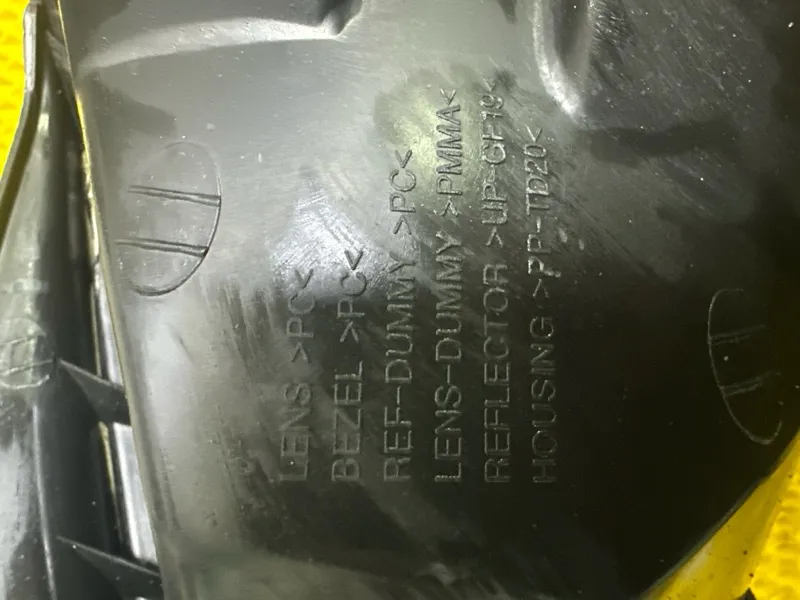 LENS >PC<
BEZEL >PC<
REF-DUMMY >PC<
LENS-DUMMY >PMMA<
REFLECTOR >UP-GF19<
HOUSING >PP-TD20<